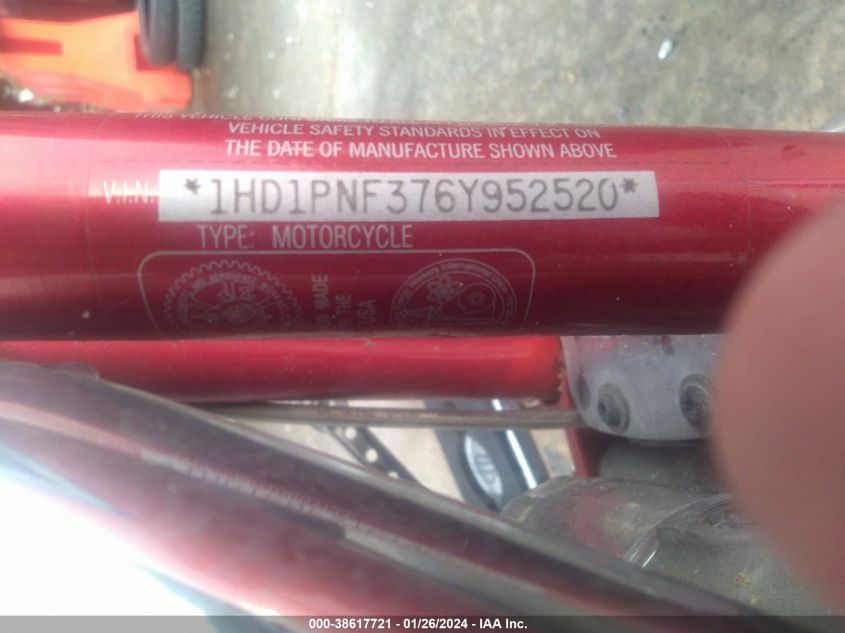 VEHICLE SAFETY STANDARDS IN EFFECT ON
THE DATE OF MANUFACTURE SHOWN ABOVE
V.I.N. *1HD1PNF376Y952520*
TYPE: MOTORCYCLE
MADE
THE
USA
000-38617721 - 01/26/2024 - IAA Inc.